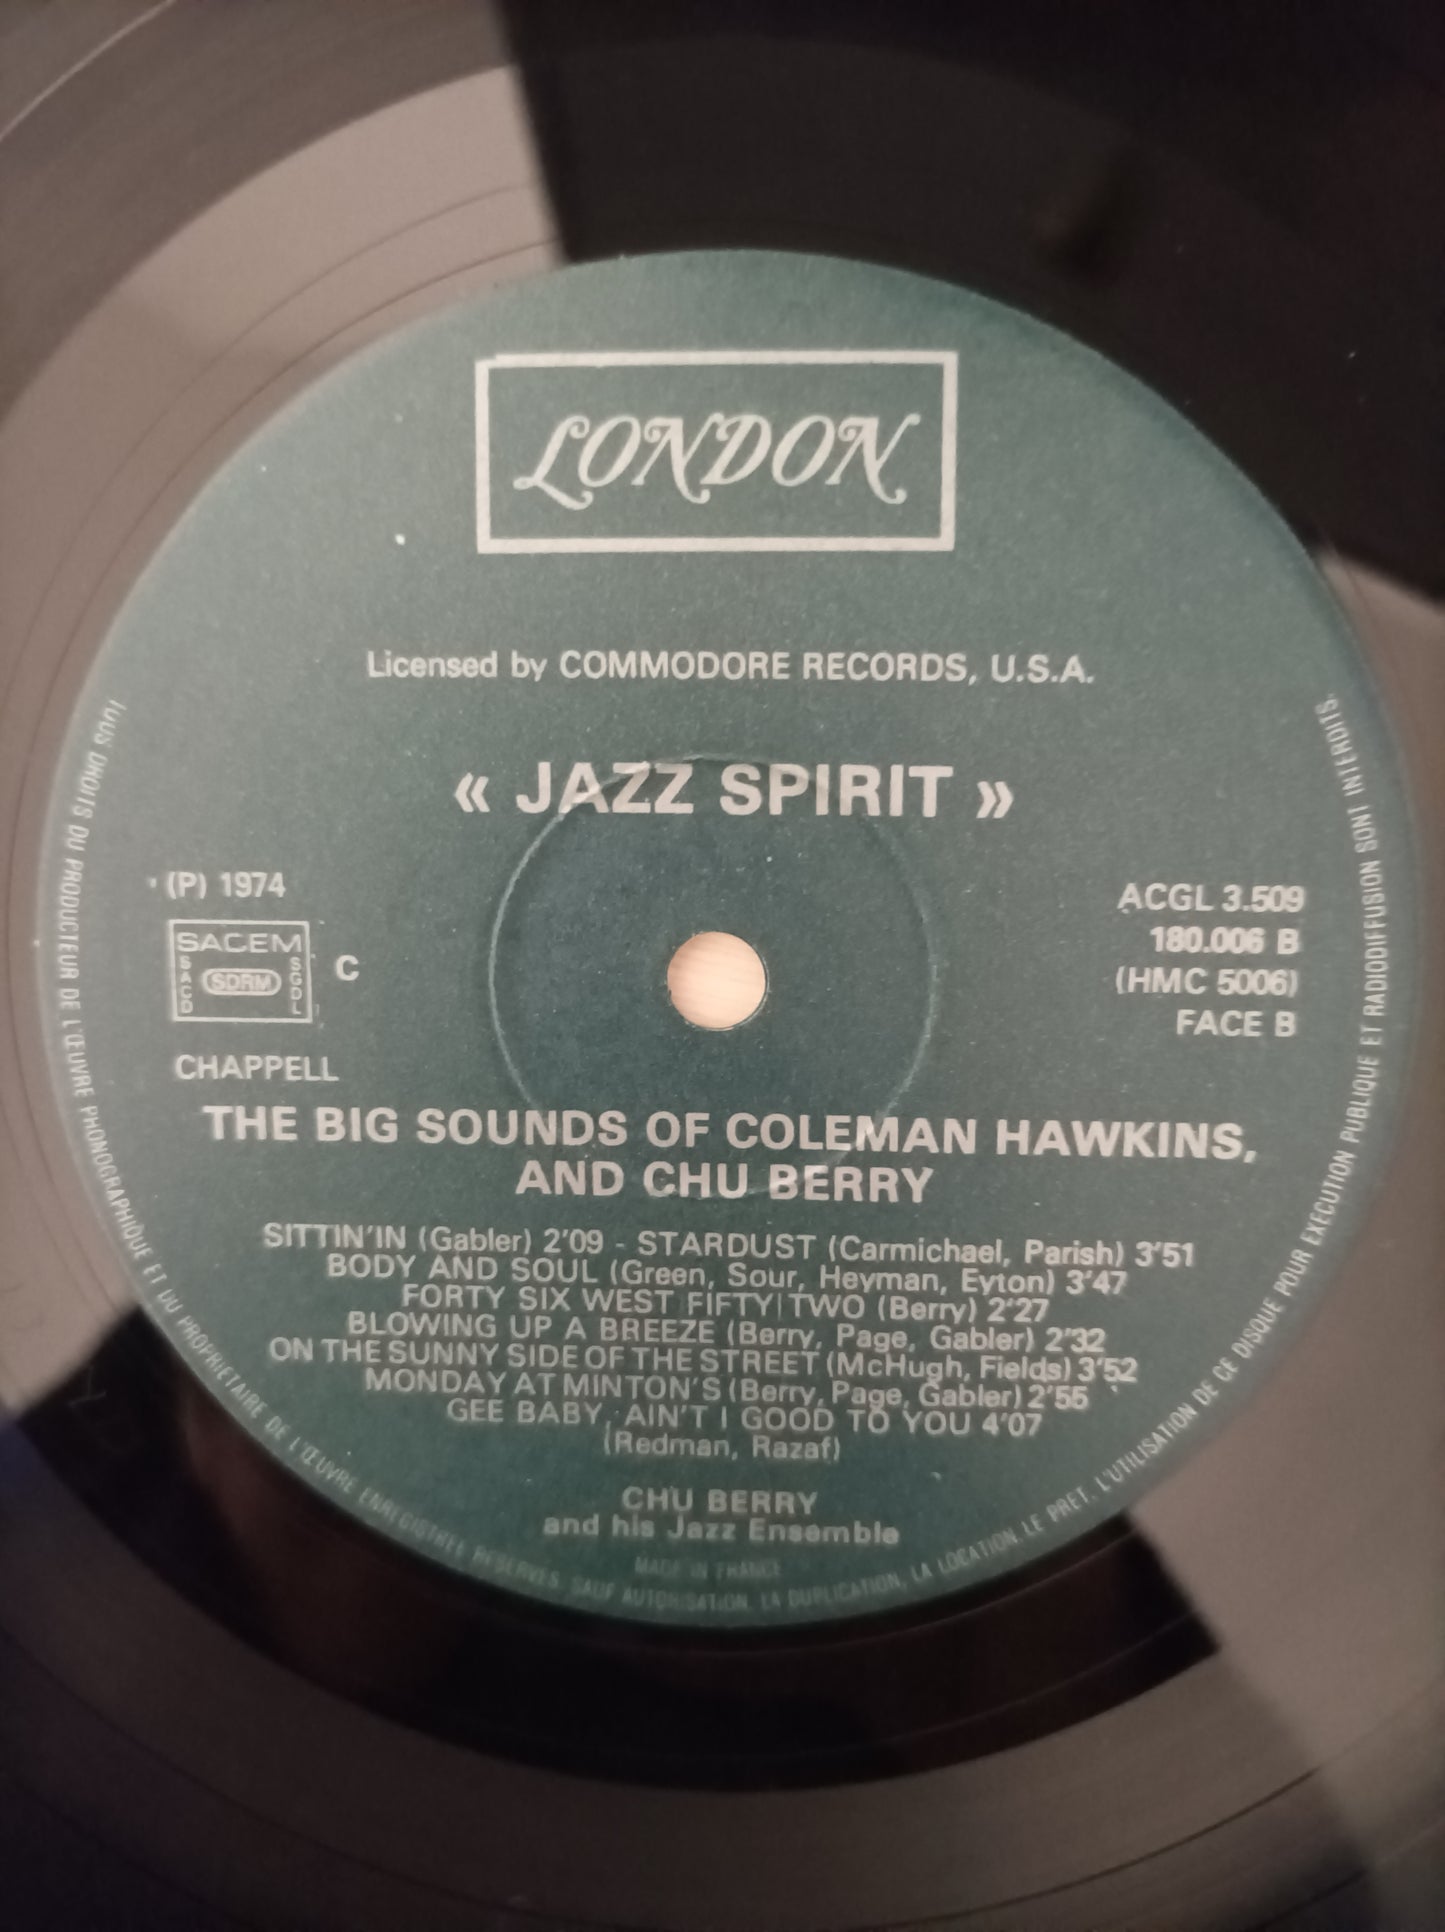 LONDON
Licensed by COMMODORE RECORDS, U.S.A.
« JAZZ SPIRIT »
(P) 1974
SACEM
SACD
SDRM
SGDL
C
CHAPPELL
ACGL 3.509
180.006 B
(HMC 5006)
FACE B
THE BIG SOUNDS OF COLEMAN HAWKINS,
AND CHU BERRY
SITTIN'IN (Gabler) 2'09 - STARDUST (Carmichael, Parish) 3'51
BODY AND SOUL (Green, Sour, Heyman, Eyton) 3'47
FORTY SIX WEST FIFTY|TWO (Berry) 2'27
BLOWING UP A BREEZE (Berry, Page, Gabler) 2'32
ON THE SUNNY SIDE OF THE STREET (McHugh, Fields) 3'52
MONDAY AT MINTON'S (Berry, Page, Gabler) 2'55
GEE BABY, AIN'T I GOOD TO YOU 4'07
(Redman, Razaf)
CHU BERRY
and his Jazz Ensemble
MADE IN FRANCE
TOUS DROITS DU PRODUCTEUR DE L'ŒUVRE PHONOGRAPHIQUE ET DU PROPRIETAIRE DE L'ŒUVRE ENREGISTREE RESERVES. SAUF AUTORISATION, LA DUPLICATION, LA LOCATION, LE PRET, L'UTILISATION DE CE DISQUE POUR EXECUTION PUBLIQUE ET RADIODIFFUSION SONT INTERDITS.